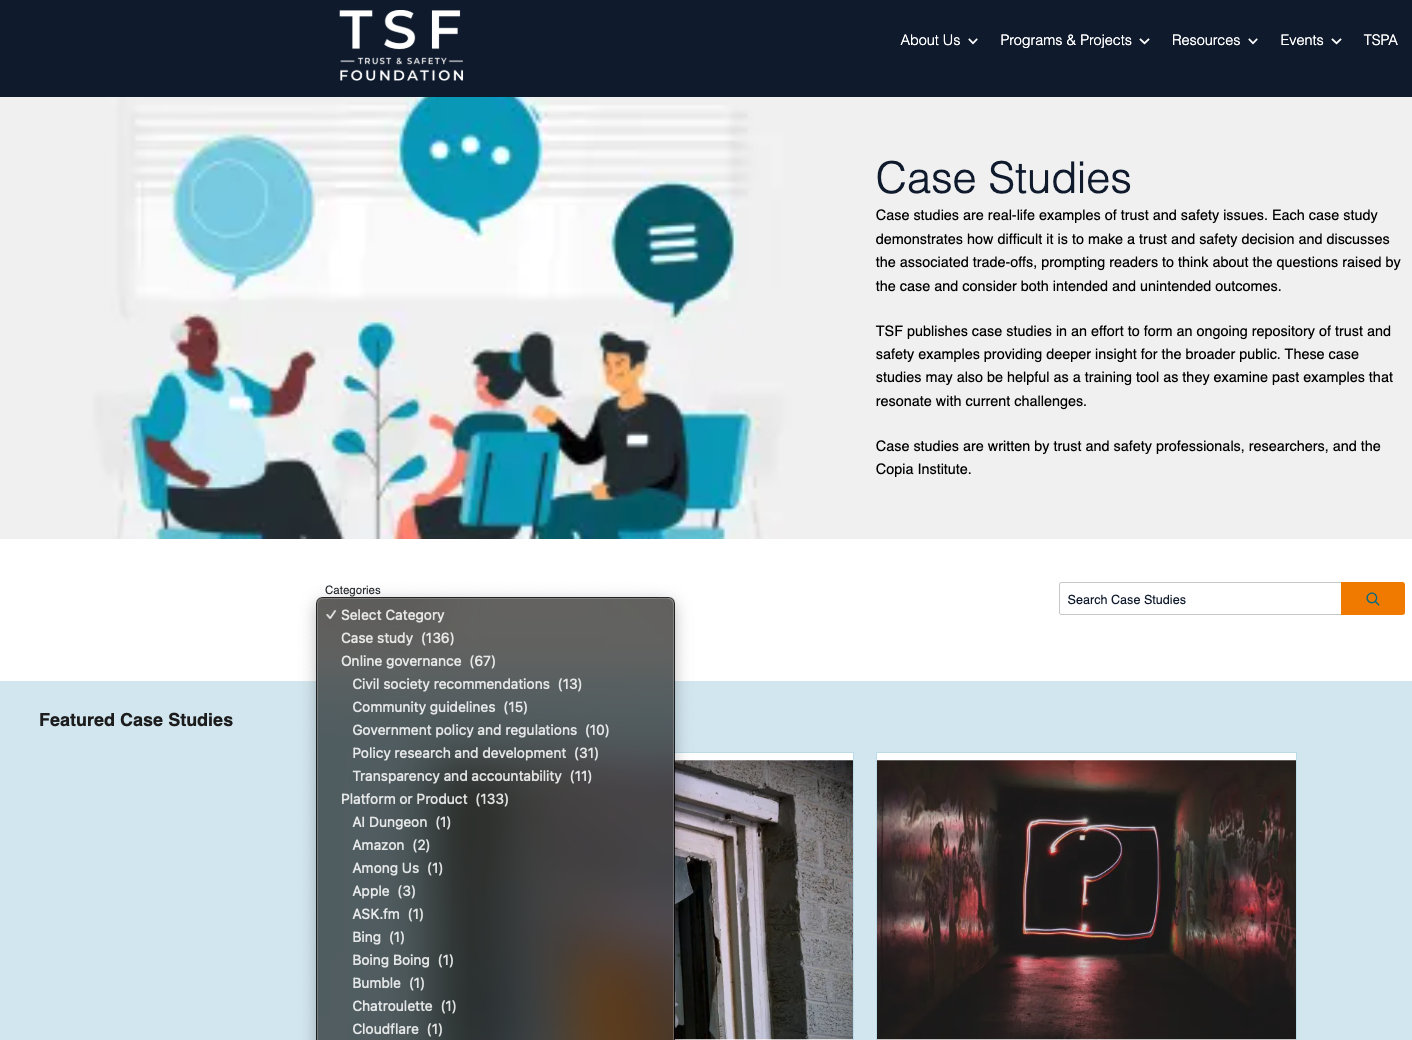 TSF
TRUST & SAFETY
FOUNDATION
About Us
Programs & Projects
Resources
Events
TSPA
Case Studies
Case studies are real-life examples of trust and safety issues. Each case study
demonstrates how difficult it is to make a trust and safety decision and discusses
the associated trade-offs, prompting readers to think about the questions raised by
the case and consider both intended and unintended outcomes.
TSF publishes case studies in an effort to form an ongoing repository of trust and
safety examples providing deeper insight for the broader public. These case
studies may also be helpful as a training tool as they examine past examples that
resonate with current challenges.
Case studies are written by trust and safety professionals, researchers, and the
Copia Institute.
Categories
✓ Select Category
Case study (136)
Online governance (67)
Civil society recommendations (13)
Community guidelines (15)
Government policy and regulations (10)
Policy research and development (31)
Transparency and accountability (11)
Platform or Product (133)
AI Dungeon (1)
Amazon (2)
Among Us (1)
Apple (3)
ASK.fm (1)
Bing (1)
Boing Boing (1)
Bumble (1)
Chatroulette (1)
Cloudflare (1)
Search Case Studies
Featured Case Studies
?